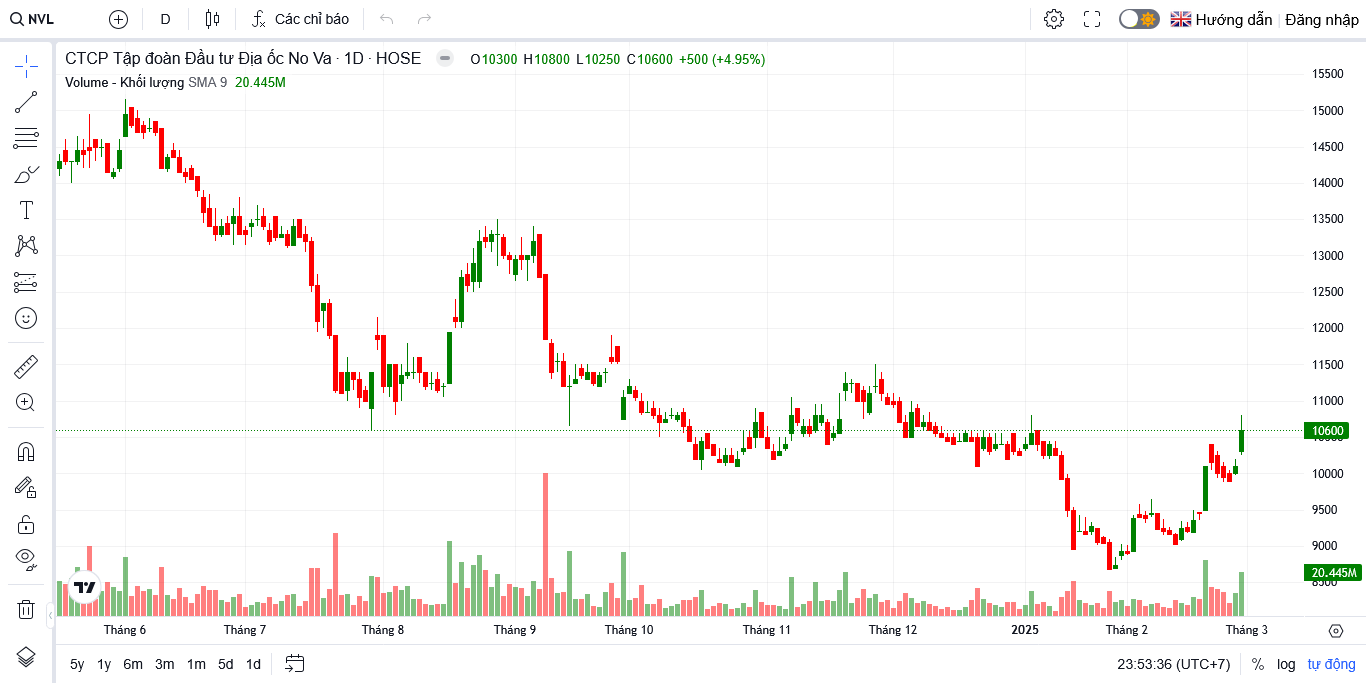 NVL D Các chỉ báo Hướng dẫn Đăng nhập
CTCP Tập đoàn Đầu tư Địa ốc No Va · 1D · HOSE O10300 H10800 L10250 C10600 +500 (+4.95%)
Volume - Khối lượng SMA 9 20.445M
15500
15000
14500
14000
13500
13000
12500
12000
11500
11000
10600
10000
9500
9000
20.445M
8500
Tháng 6 Tháng 7 Tháng 8 Tháng 9 Tháng 10 Tháng 11 Tháng 12 2025 Tháng 2 Tháng 3
5y 1y 6m 3m 1m 5d 1d 23:53:36 (UTC+7) % log tự động